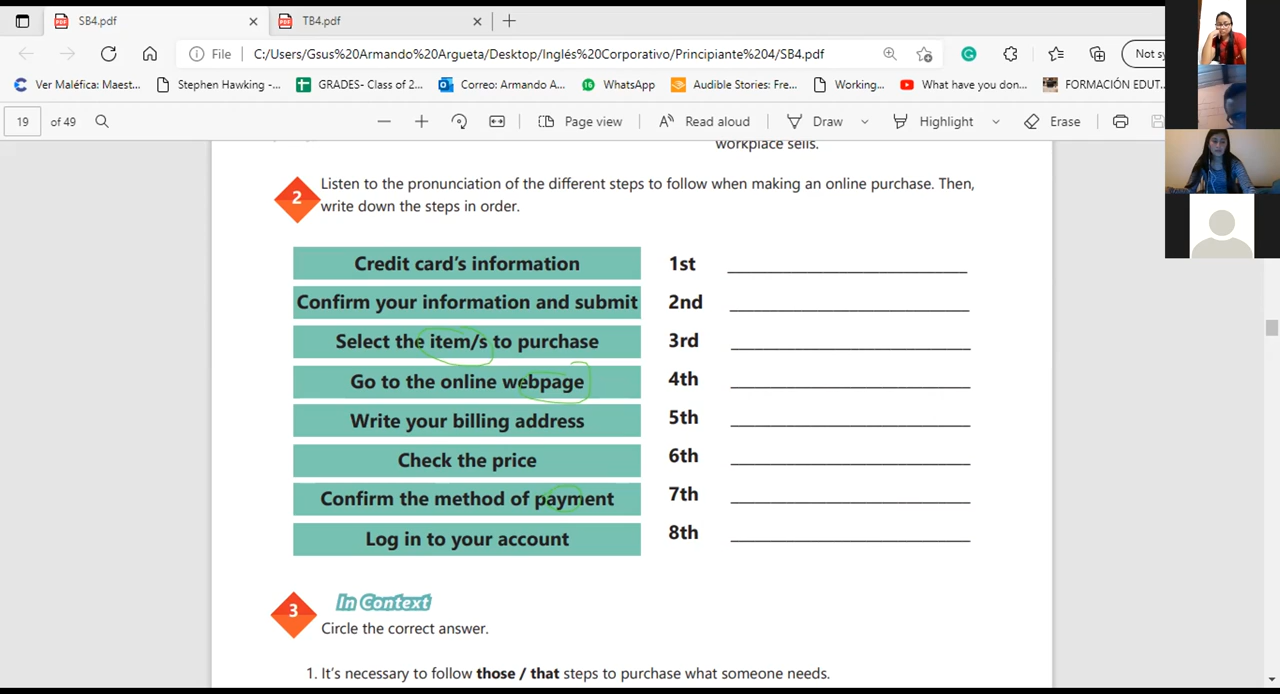 SB4.pdf
TB4.pdf
File C:/Users/Gsus%20Armando%20Argueta/Desktop/Inglés%20Corporativo/Principiante%204/SB4.pdf
Not sy
Ver Maléfica: Maest...
Stephen Hawking -...
GRADES- Class of 2...
Correo: Armando A...
16
WhatsApp
Audible Stories: Fre...
Working...
What have you don...
FORMACIÓN EDUT...
19 of 49
Page view
Read aloud
Draw
Highlight
Erase
workplace sells.
2
Listen to the pronunciation of the different steps to follow when making an online purchase. Then,
write down the steps in order.
Credit card's information
1st
Confirm your information and submit
2nd
Select the item/s to purchase
3rd
Go to the online webpage
4th
Write your billing address
5th
Check the price
6th
Confirm the method of payment
7th
Log in to your account
8th
3
In Context
Circle the correct answer.
1. It's necessary to follow those / that steps to purchase what someone needs.